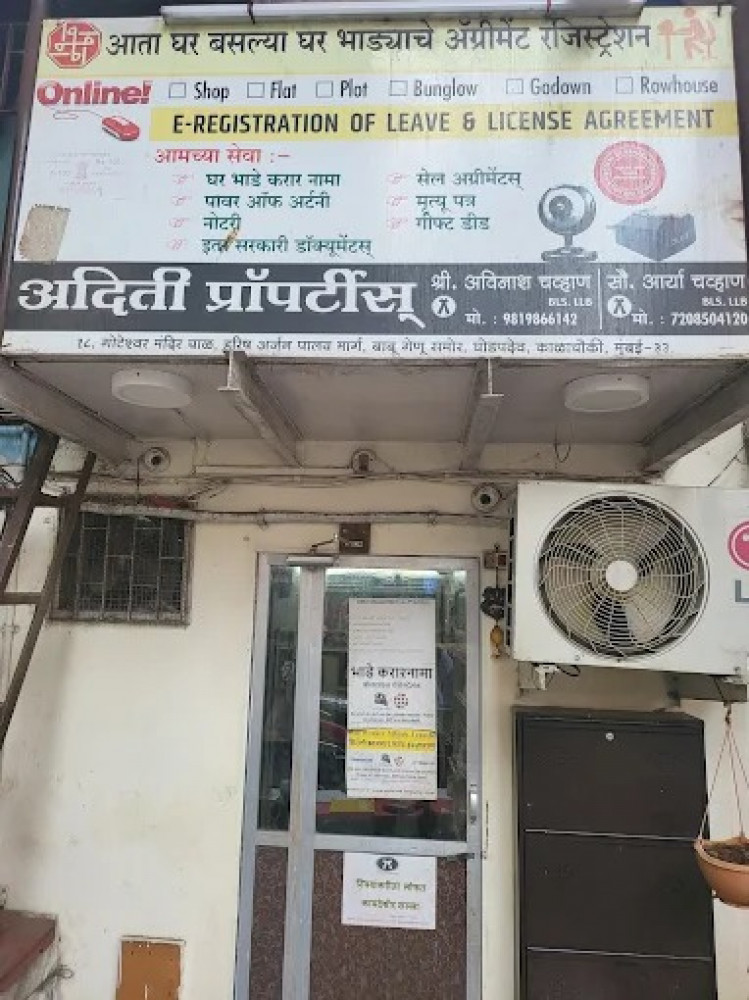 आता घर बसल्या घर भाड्याचे ॲग्रीमेंट रजिस्ट्रेशन
Online! Shop Flat Plot Bunglow Godown Rowhouse
E-REGISTRATION OF LEAVE & LICENSE AGREEMENT
आमच्या सेवा :-
घर भाडे करार नामा सेल अग्रीमेंटस्
पावर ऑफ अर्टनी मृत्यू पत्र
नोटरी गीफ्ट डीड
इतर सरकारी डॉक्यूमेंटस्
अदिती प्रॉपर्टीस् श्री. अविनाश चव्हाण सौ. आर्या चव्हाण
BLS. LLB BLS. LLB
मो. : 9819866142 मो. : 7208504120
१८, गोटेश्वर मंदिर चाळ, हरिष अर्जन पालव मार्ग, बाबू गेणू समोर, घोडपदेव, काळाचौकी, मुंबई-३३.
भाडे करारनामा